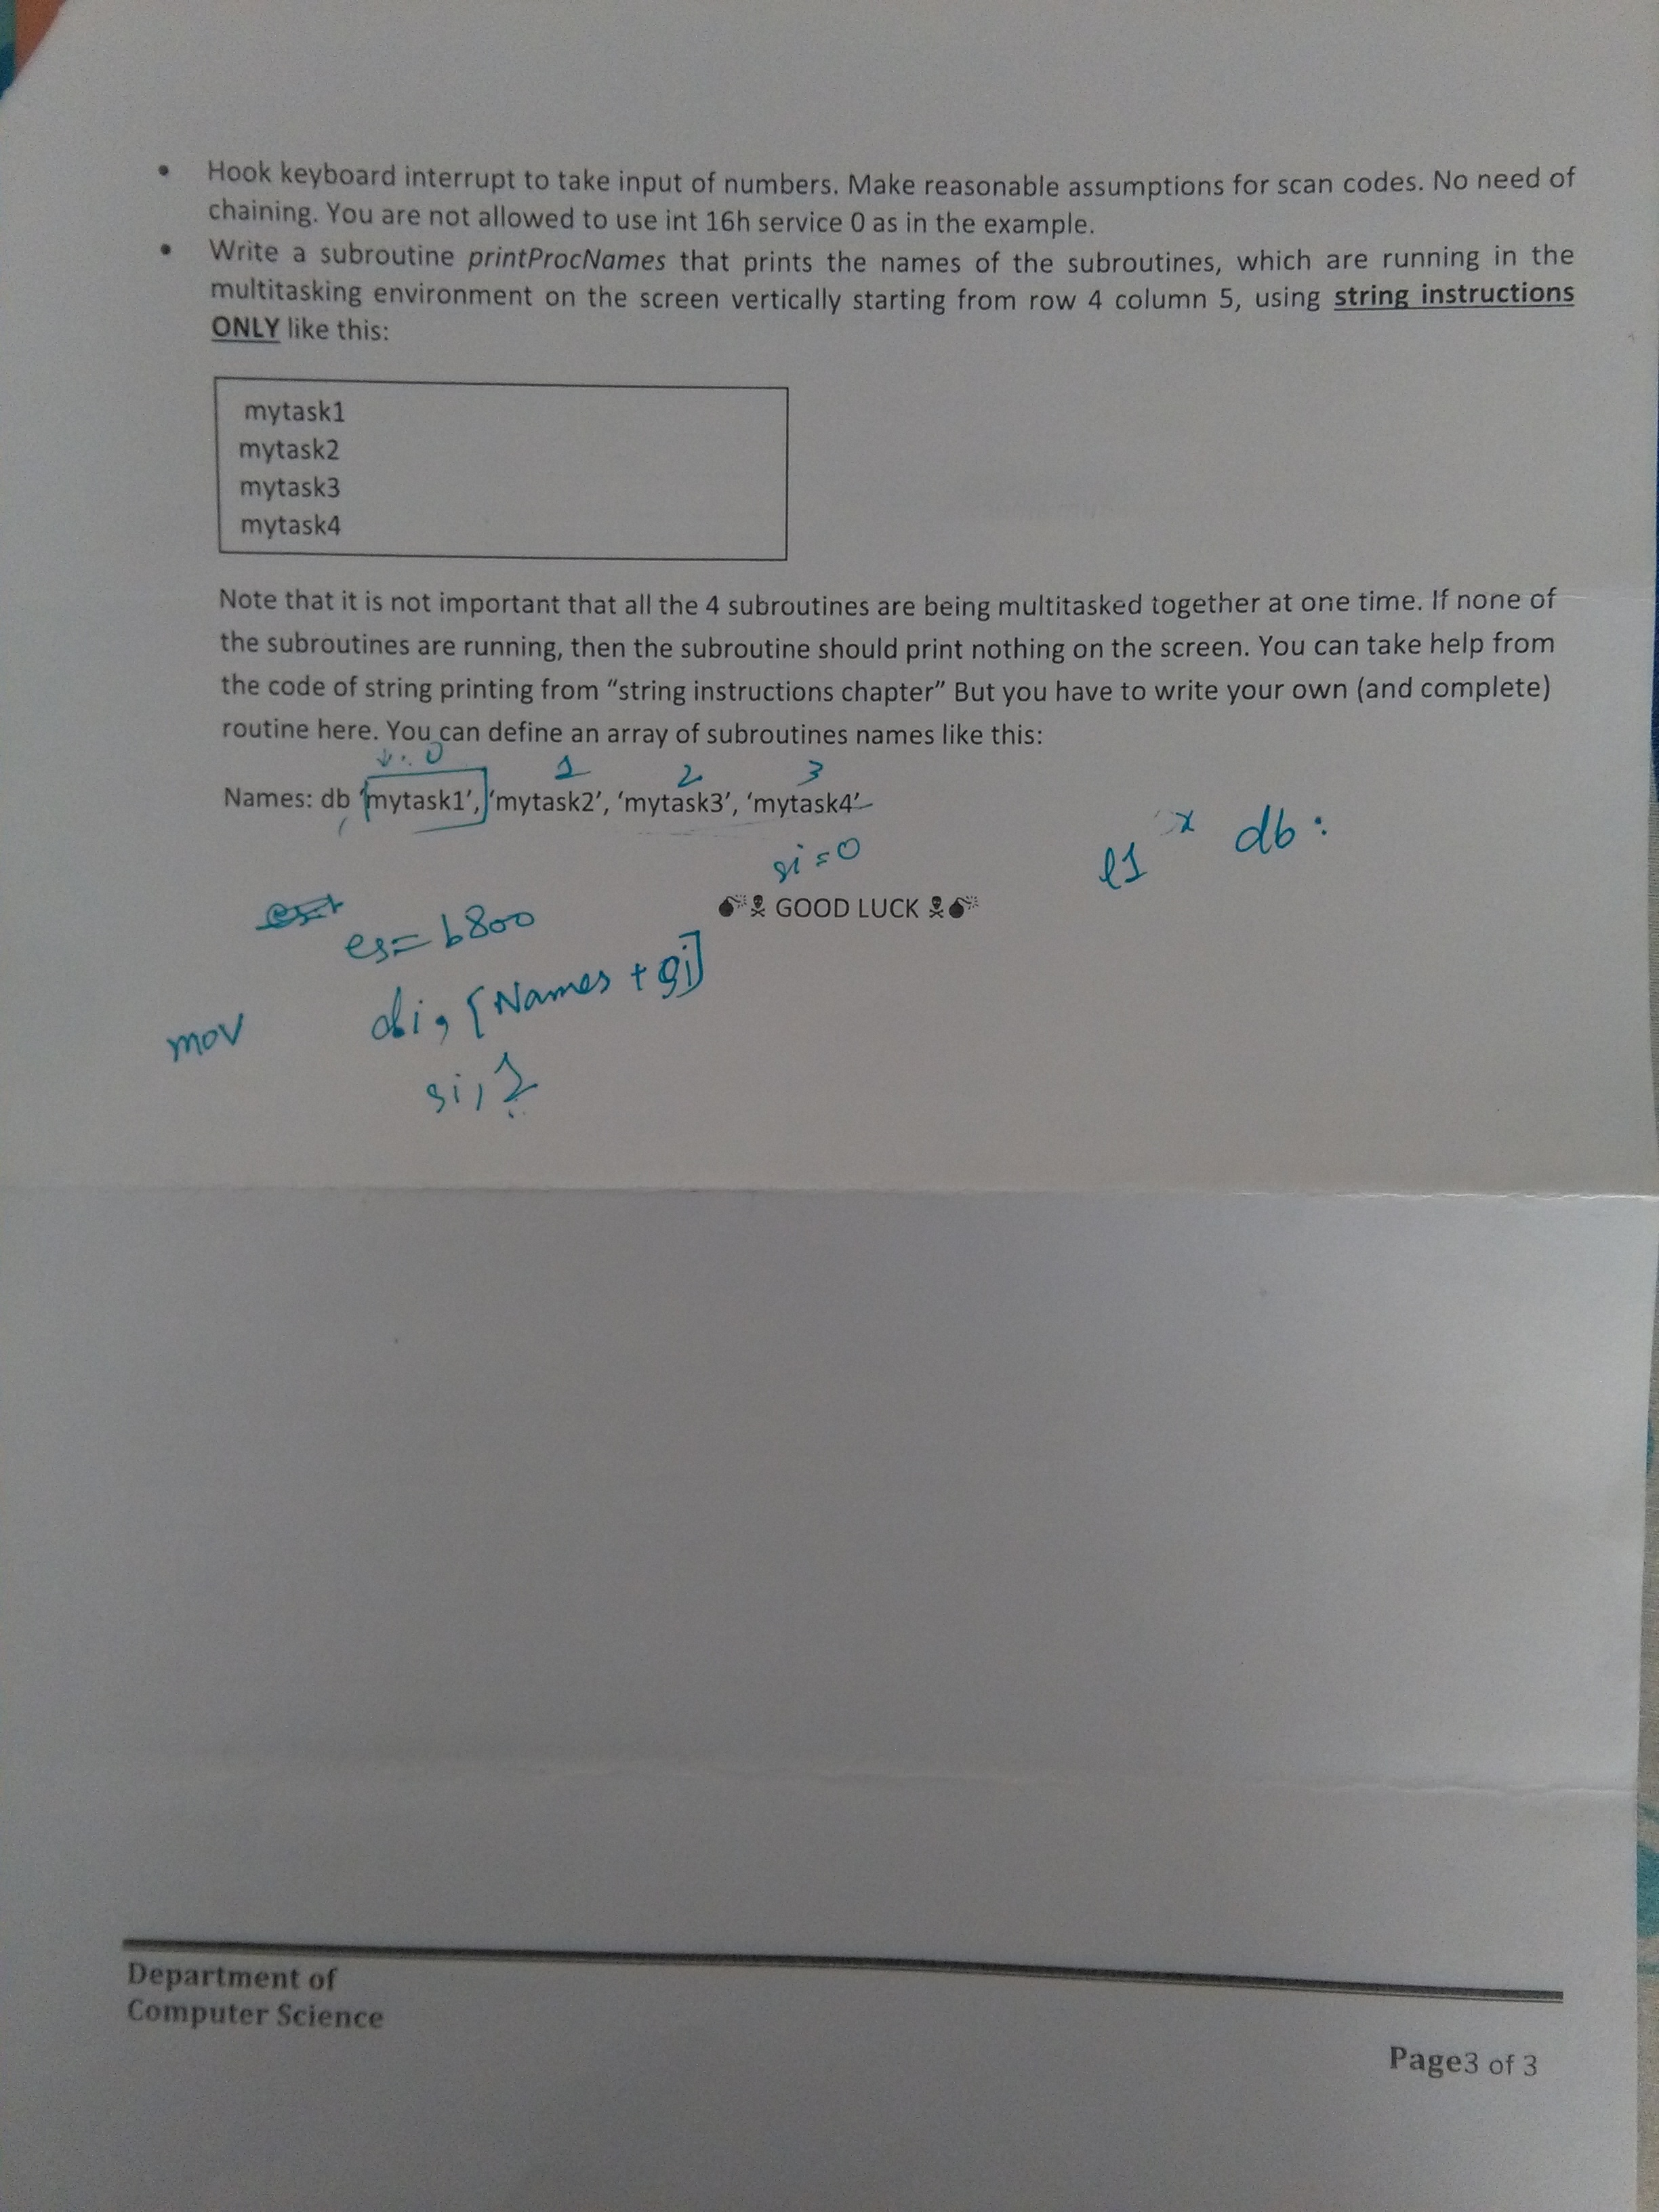 • Hook keyboard interrupt to take input of numbers. Make reasonable assumptions for scan codes. No need of
chaining. You are not allowed to use int 16h service 0 as in the example.
• Write a subroutine printProcNames that prints the names of the subroutines, which are running in the
multitasking environment on the screen vertically starting from row 4 column 5, using string instructions
ONLY like this:
mytask1
mytask2
mytask3
mytask4
Note that it is not important that all the 4 subroutines are being multitasked together at one time. If none of
the subroutines are running, then the subroutine should print nothing on the screen. You can take help from
the code of string printing from “string instructions chapter” But you have to write your own (and complete)
routine here. You can define an array of subroutines names like this:
0 1 2 3
Names: db ‘mytask1’, ‘mytask2’, ‘mytask3’, ‘mytask4’
si=0
l1 x db:
GOOD LUCK
es=b800
mov di, [Names + si]
si, 1
Department of
Computer Science
Page3 of 3